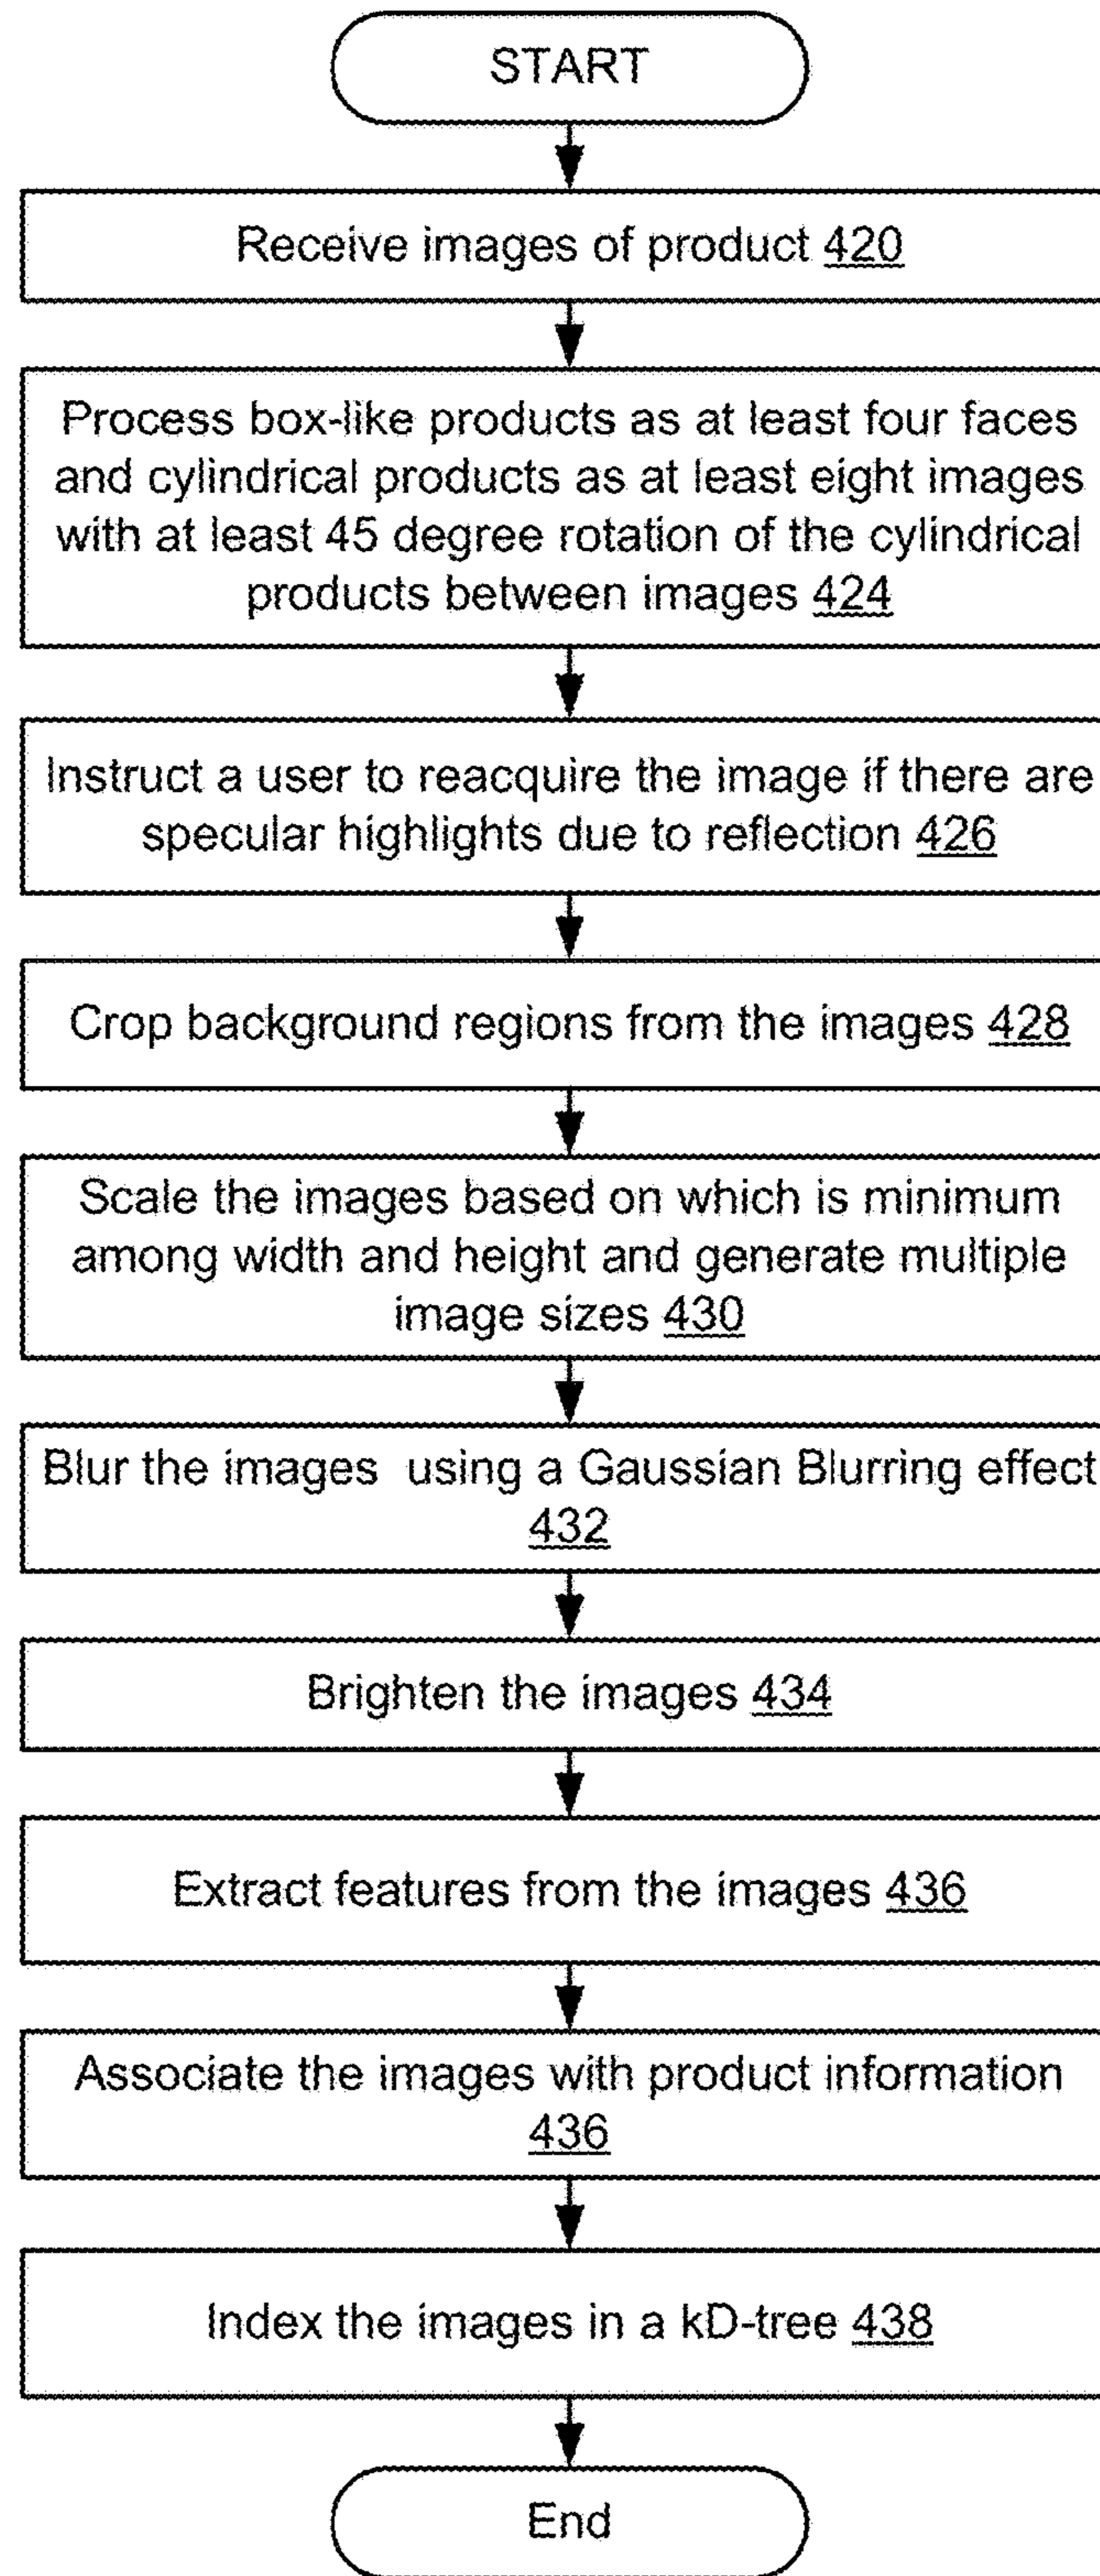 START
Receive images of product 420
Process box-like products as at least four faces
and cylindrical products as at least eight images
with at least 45 degree rotation of the cylindrical
products between images 424
Instruct a user to reacquire the image if there are
specular highlights due to reflection 426
Crop background regions from the images 428
Scale the images based on which is minimum
among width and height and generate multiple
image sizes 430
Blur the images using a Gaussian Blurring effect
432
Brighten the images 434
Extract features from the images 436
Associate the images with product information
436
Index the images in a kD-tree 438
End